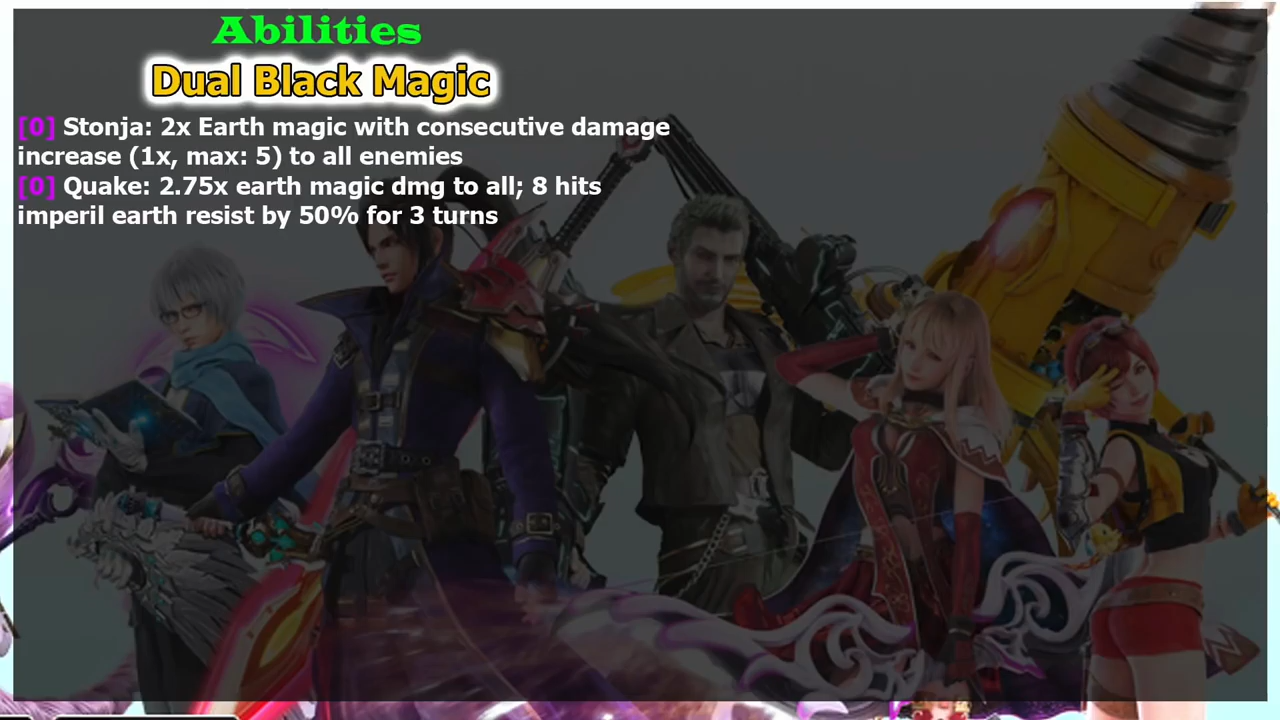 Abilities
Dual Black Magic
[0] Stonja: 2x Earth magic with consecutive damage
increase (1x, max: 5) to all enemies
[0] Quake: 2.75x earth magic dmg to all; 8 hits
imperil earth resist by 50% for 3 turns